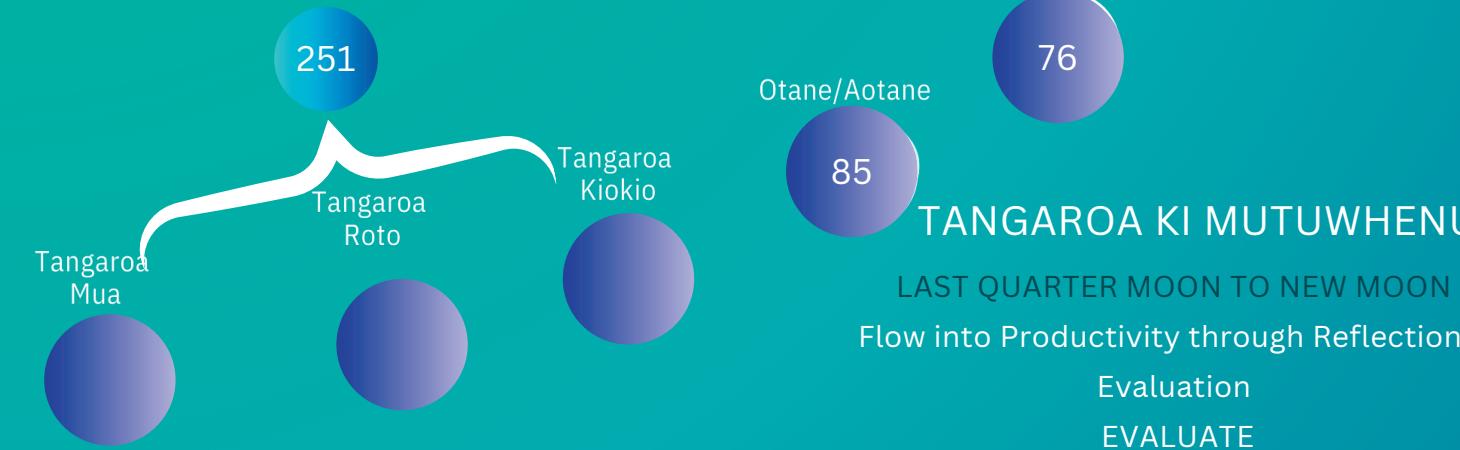 251
76
Otane/Aotane
85
Tangaroa
Kiokio
Tangaroa
Roto
Tangaroa
Mua
TANGAROA KI MUTUWHENU
LAST QUARTER MOON TO NEW MOON
Flow into Productivity through Reflection
Evaluation
EVALUATE